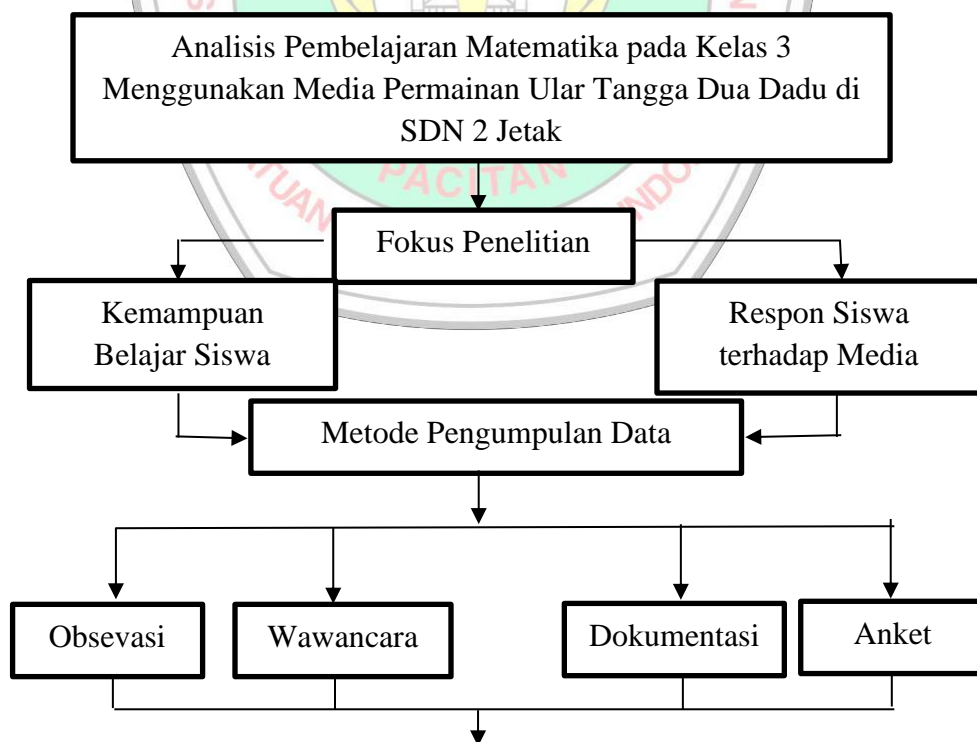 Analisis Pembelajaran Matematika pada Kelas 3
Menggunakan Media Permainan Ular Tangga Dua Dadu di
SDN 2 Jetak
PACITAN
Fokus Penelitian
Kemampuan
Belajar Siswa
Respon Siswa
terhadap Media
Metode Pengumpulan Data
Obsevasi
Wawancara
Dokumentasi
Anket